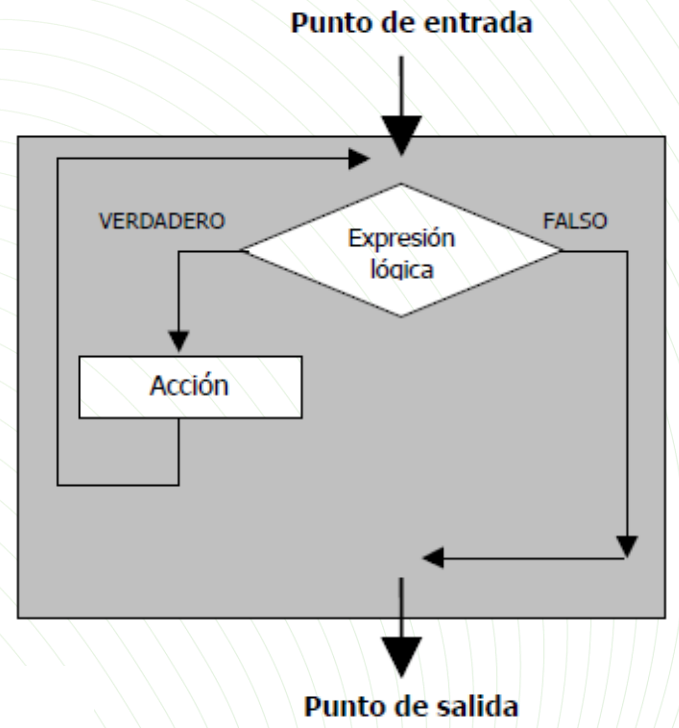 Punto de entrada
VERDADERO
Expresión
lógica
FALSO
Acción
Punto de salida